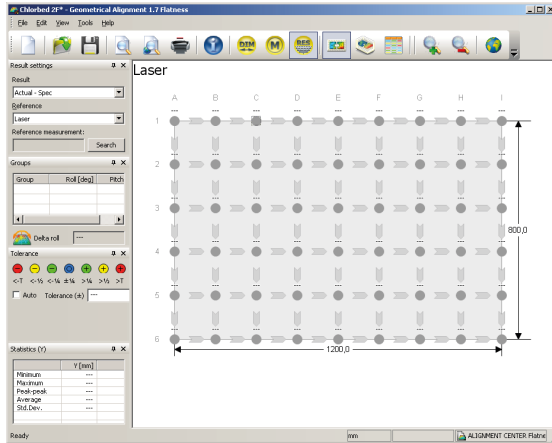 Chlorbed 2F* - Geometrical Alignment 1.7 Flatness
File Edit View Tools Help
DIM M RES
Result settings
Result
Actual - Spec
Reference
Laser
Reference measurement:
Search
Groups
Group Roll [deg] Pitch
Delta roll ---
Tolerance
<-T <-½ <-¼ ±¼ >¼ >½ >T
Auto Tolerance (±) ---
Statistics (Y)
Y [mm]
Minimum ---
Maximum ---
Peak-peak ---
Average ---
Std.Dev. ---
Laser
A B C D E F G H I
--- --- --- --- --- --- --- --- ---
1
--- --- --- --- --- --- --- --- ---
2
--- --- --- --- --- --- --- --- ---
3
--- --- --- --- --- --- --- --- ---
4
--- --- --- --- --- --- --- --- ---
5
--- --- --- --- --- --- --- --- ---
6
800,0
1200,0
Ready
mm
ALIGNMENT CENTER Flatne